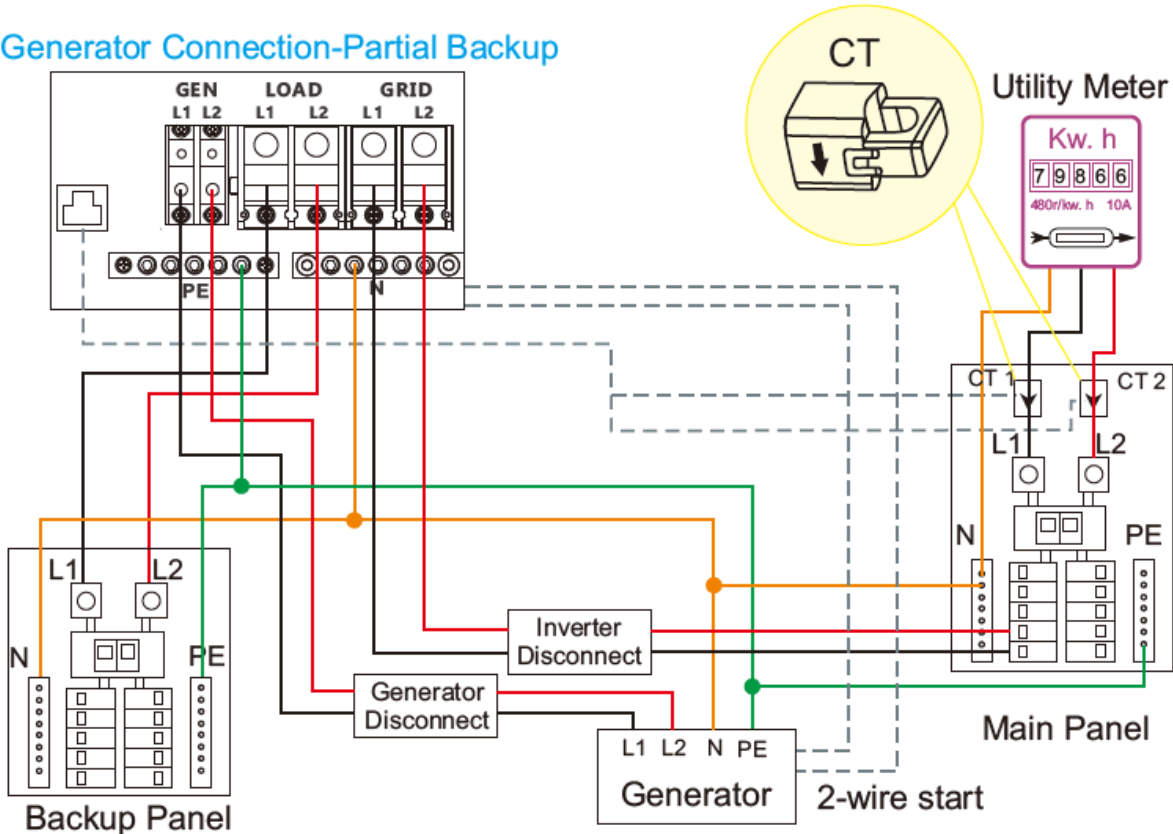 Generator Connection-Partial Backup
GEN LOAD GRID
L1 L2 L1 L2 L1 L2
PE N
CT
Utility Meter
Kw. h
7 9 8 6 6
480r/kw. h 10A
CT 1 CT 2
L1 L2
N PE
Main Panel
L1 L2
N PE
Backup Panel
Inverter
Disconnect
Generator
Disconnect
L1 L2 N PE
Generator
2-wire start